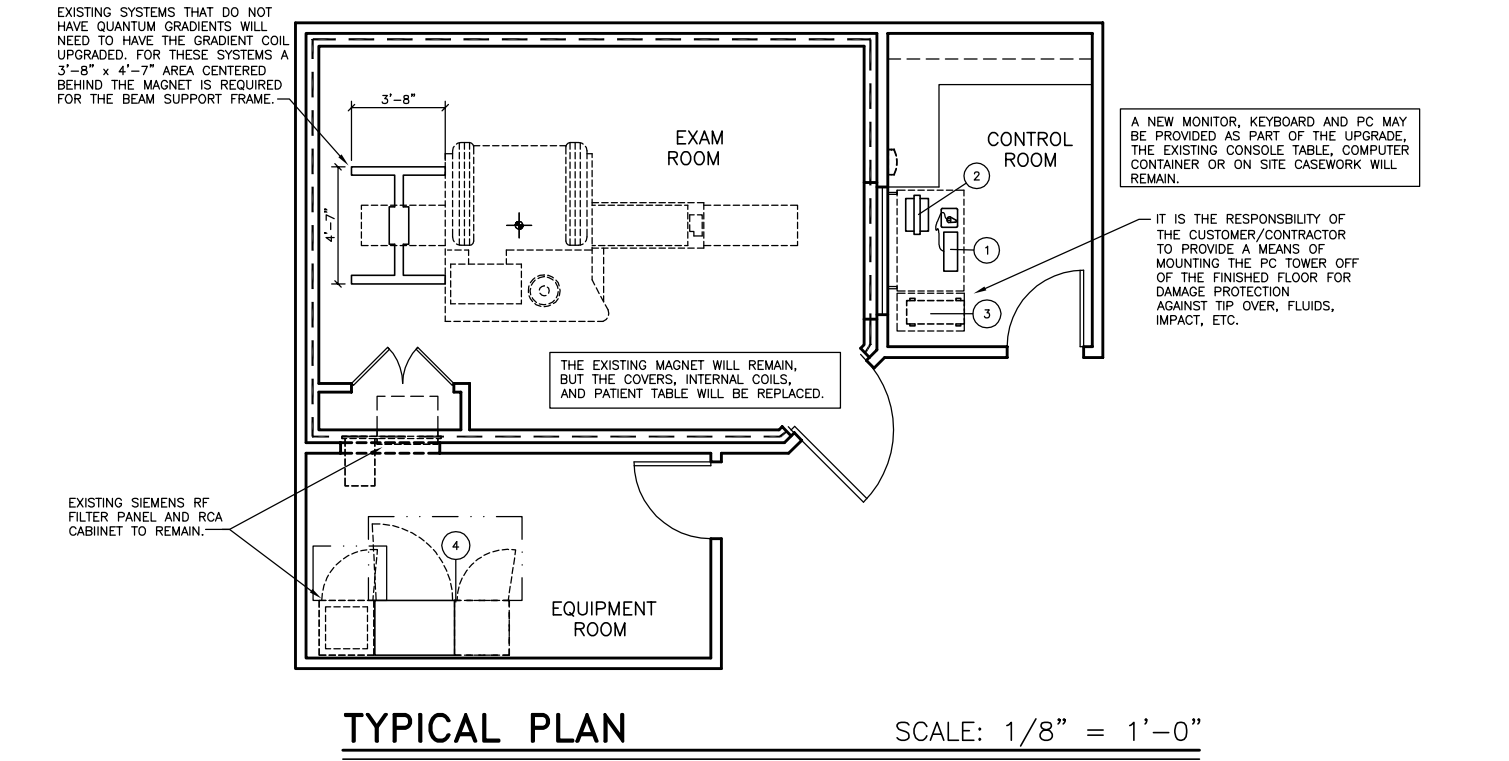 EXISTING SYSTEMS THAT DO NOT
HAVE QUANTUM GRADIENTS WILL
NEED TO HAVE THE GRADIENT COIL
UPGRADED. FOR THESE SYSTEMS A
3'-8" x 4'-7" AREA CENTERED
BEHIND THE MAGNET IS REQUIRED
FOR THE BEAM SUPPORT FRAME.
3'-8"
4'-7"
EXAM
ROOM
CONTROL
ROOM
A NEW MONITOR, KEYBOARD AND PC MAY
BE PROVIDED AS PART OF THE UPGRADE,
THE EXISTING CONSOLE TABLE, COMPUTER
CONTAINER OR ON SITE CASEWORK WILL
REMAIN.
2
1
3
IT IS THE RESPONSBILITY OF
THE CUSTOMER/CONTRACTOR
TO PROVIDE A MEANS OF
MOUNTING THE PC TOWER OFF
OF THE FINISHED FLOOR FOR
DAMAGE PROTECTION
AGAINST TIP OVER, FLUIDS,
IMPACT, ETC.
THE EXISTING MAGNET WILL REMAIN,
BUT THE COVERS, INTERNAL COILS,
AND PATIENT TABLE WILL BE REPLACED.
EXISTING SIEMENS RF
FILTER PANEL AND RCA
CABIINET TO REMAIN.
4
EQUIPMENT
ROOM
TYPICAL PLAN
SCALE: 1/8" = 1'-0"